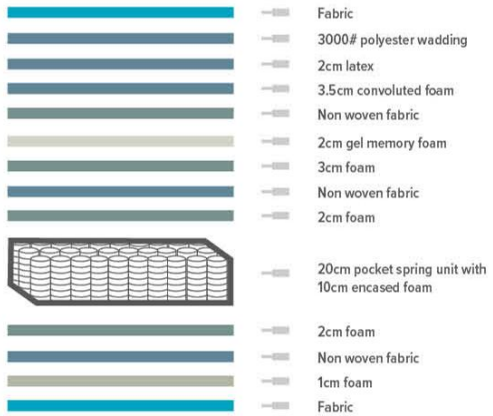 Fabric
3000# polyester wadding
2cm latex
3.5cm convoluted foam
Non woven fabric
2cm gel memory foam
3cm foam
Non woven fabric
2cm foam
20cm pocket spring unit with
10cm encased foam
2cm foam
Non woven fabric
1cm foam
Fabric